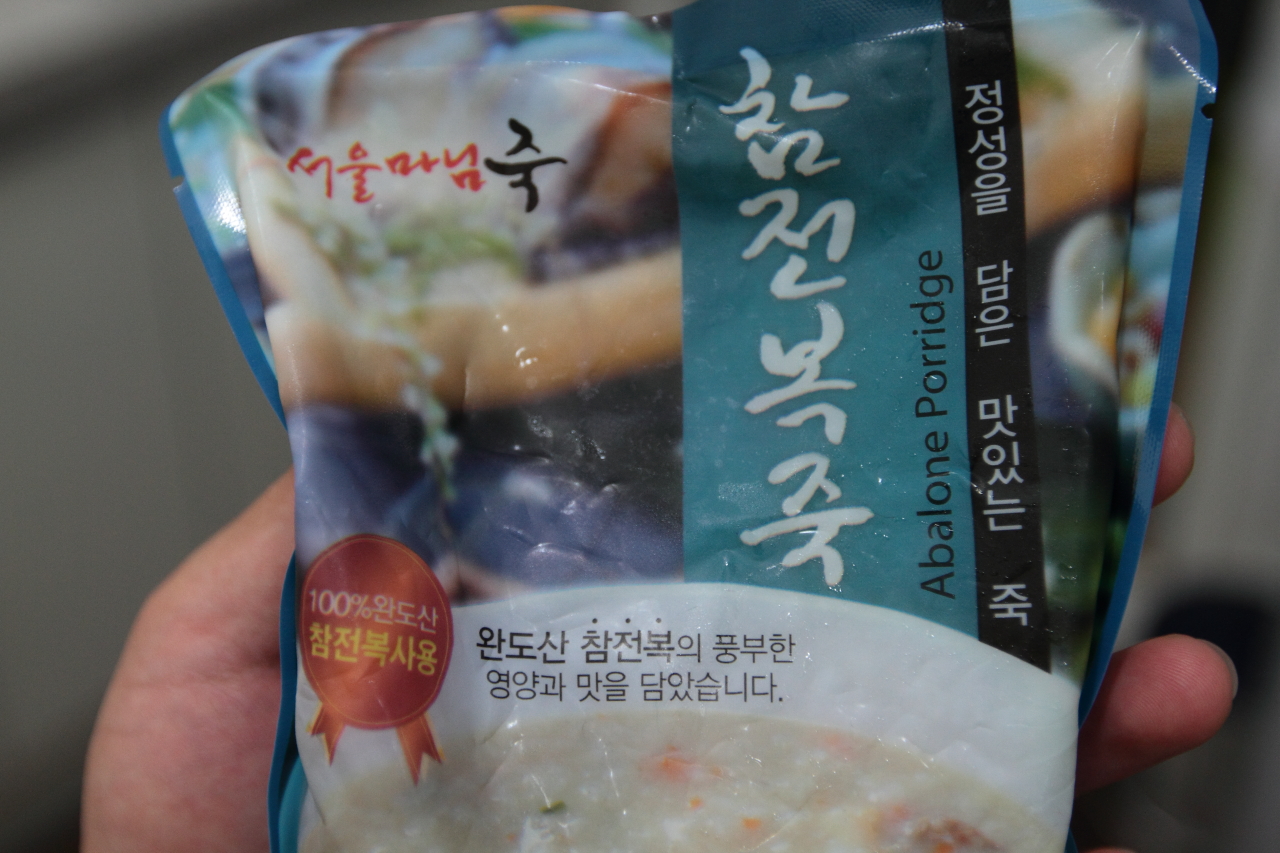 서울마님죽
참전복죽
Abalone Porridge
정성을 담은 맛있는 죽
100%완도산
참전복사용
완도산 참전복의 풍부한
영양과 맛을 담았습니다.